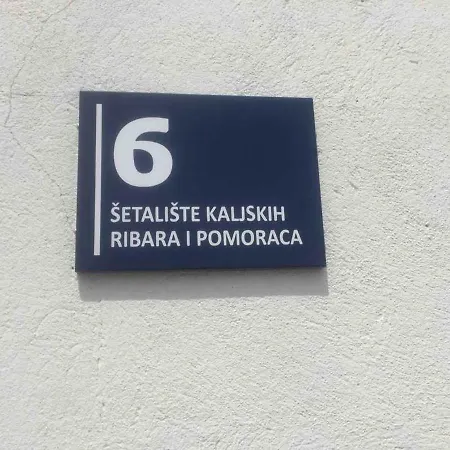 6
ŠETALIŠTE KALJSKIH
RIBARA I POMORACA